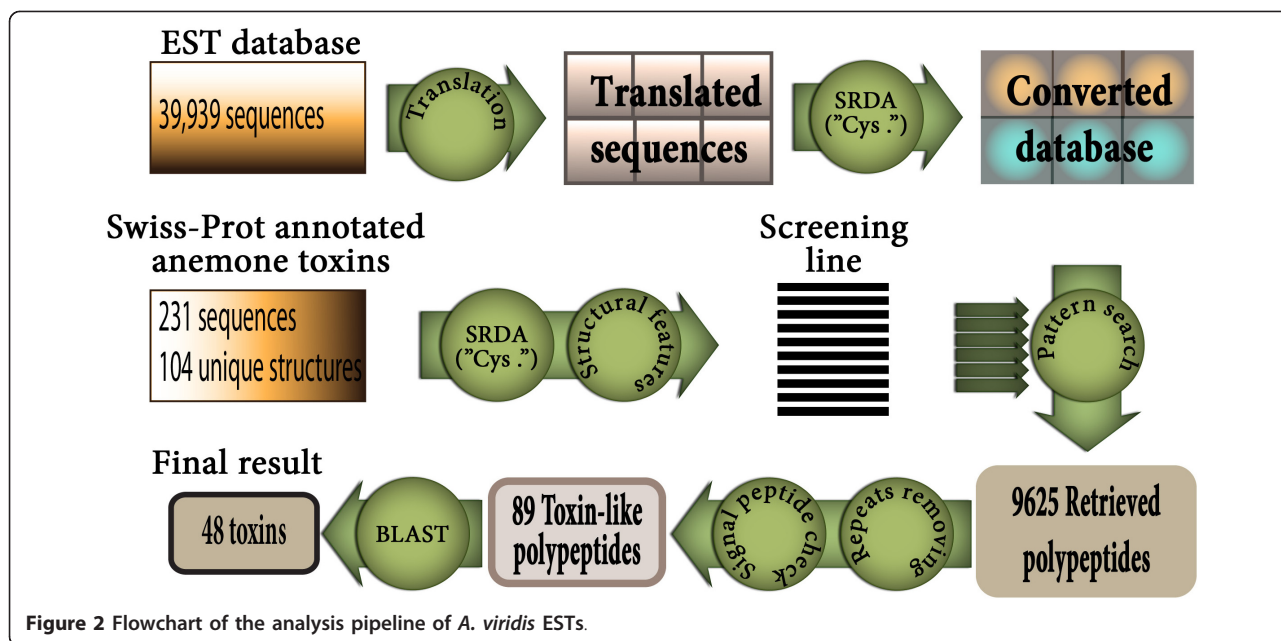 EST database
39,939 sequences
Translation
Translated
sequences
SRDA
("Cys .")
Converted
database
Swiss-Prot annotated
anemone toxins
231 sequences
104 unique structures
SRDA
("Cys .")
Structural features
Screening
line
Pattern search
Final result
48 toxins
BLAST
89 Toxin-like
polypeptides
Signal peptide check
Repeats removing
9625 Retrieved
polypeptides
Figure 2 Flowchart of the analysis pipeline of A. viridis ESTs.